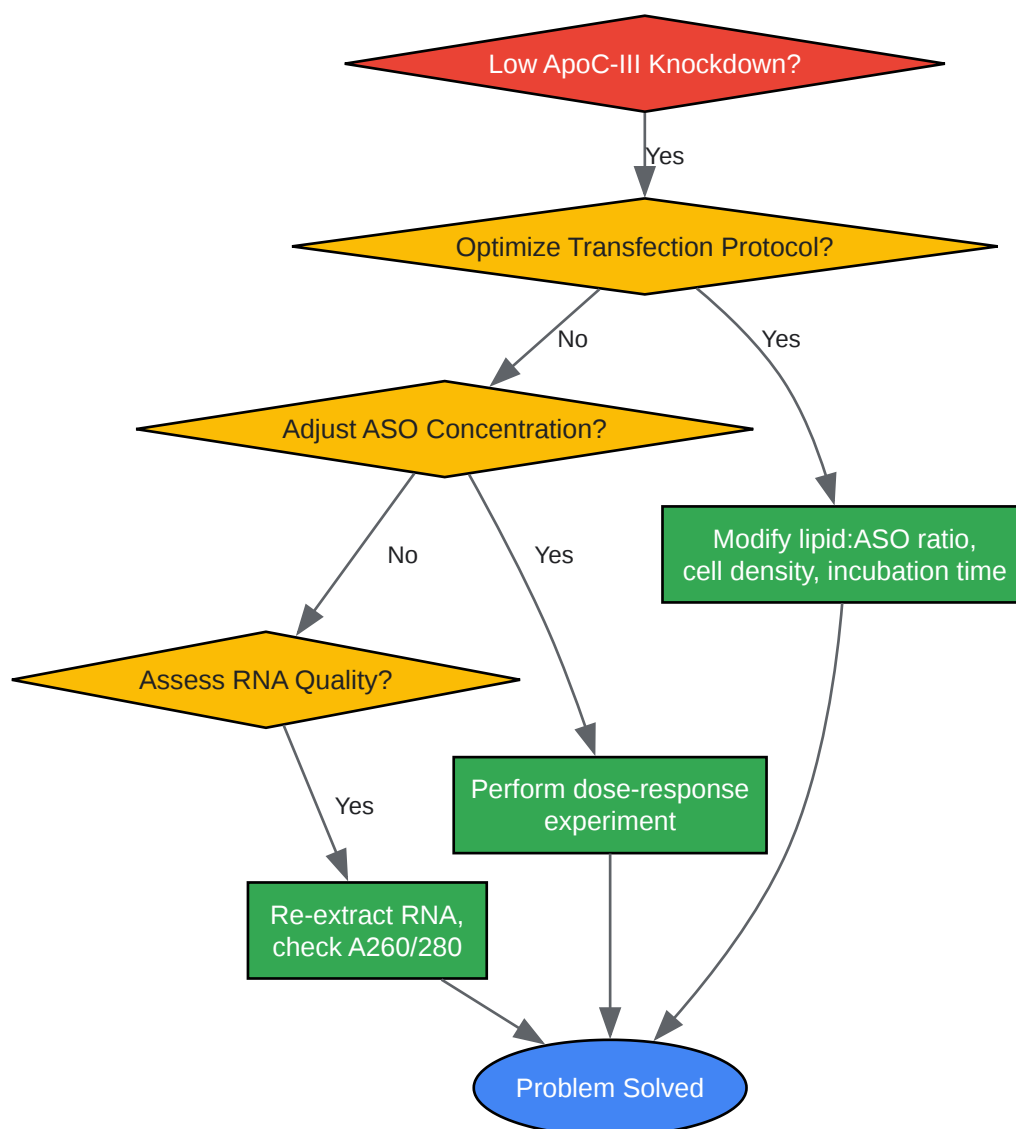 Low ApoC-III Knockdown?
Yes
Optimize Transfection Protocol?
No
Yes
Adjust ASO Concentration?
No
Yes
Modify lipid:ASO ratio,
cell density, incubation time
Assess RNA Quality?
Yes
Perform dose-response
experiment
Re-extract RNA,
check A260/280
Problem Solved